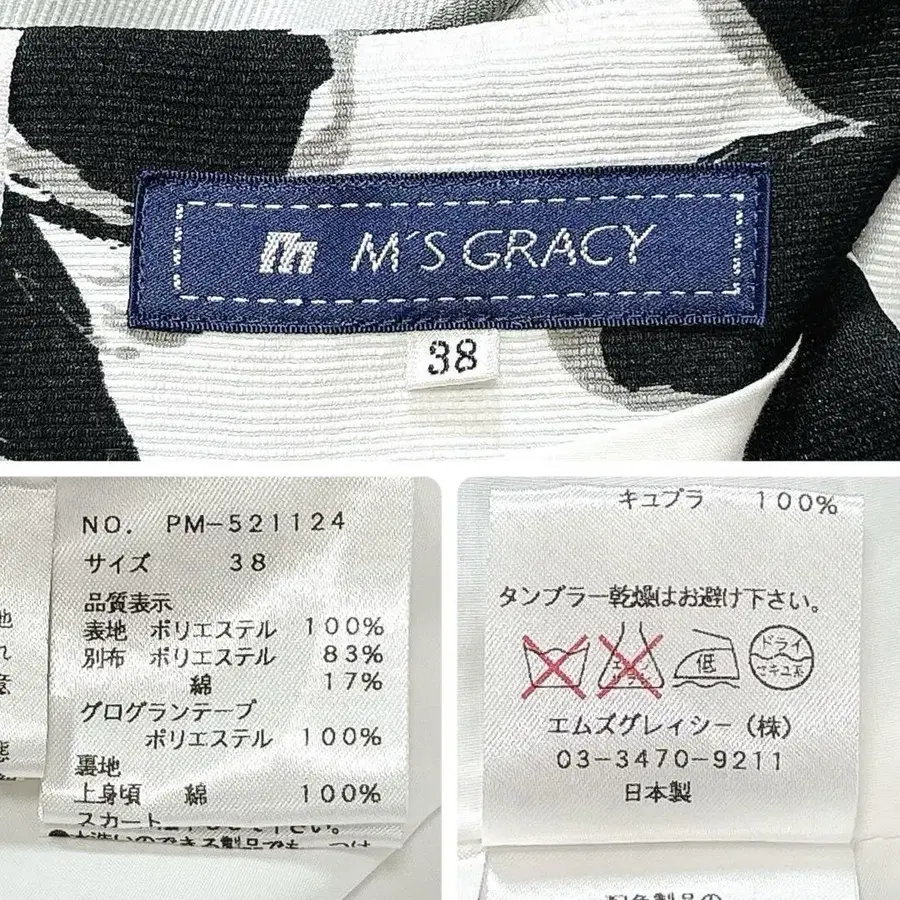 M'S GRACY
38
NO. PM-521124
サイズ 38
品質表示
表地 ポリエステル 100%
別布 ポリエステル 83%
綿 17%
グログランテープ
ポリエステル 100%
裏地
上身頃 綿 100%
スカート
キュプラ 100%
タンブラー乾燥はお避け下さい。
低
ドライ
セキユ系
エムズグレイシー(株)
03-3470-9211
日本製